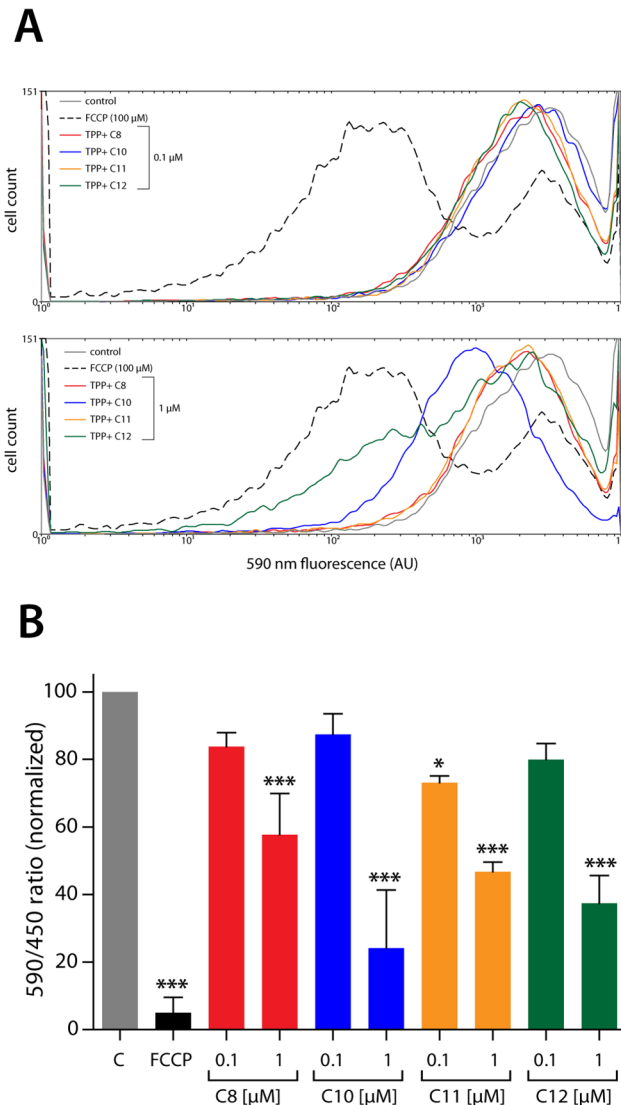 A
151
control
FCCP (100 μM)
TPP+ C8
TPP+ C10
TPP+ C11
TPP+ C12
0.1 μM
cell count
0
10⁰ 10¹ 10² 10³ 1
151
control
FCCP (100 μM)
TPP+ C8
TPP+ C10
TPP+ C11
TPP+ C12
1 μM
cell count
0
10⁰ 10¹ 10² 10³ 1
590 nm fluorescence (AU)
B
590/450 ratio (normalized)
100
80
60
40
20
0
*** *** *** * *** ***
C FCCP 0.1 1 0.1 1 0.1 1 0.1 1
C8 [μM] C10 [μM] C11 [μM] C12 [μM]